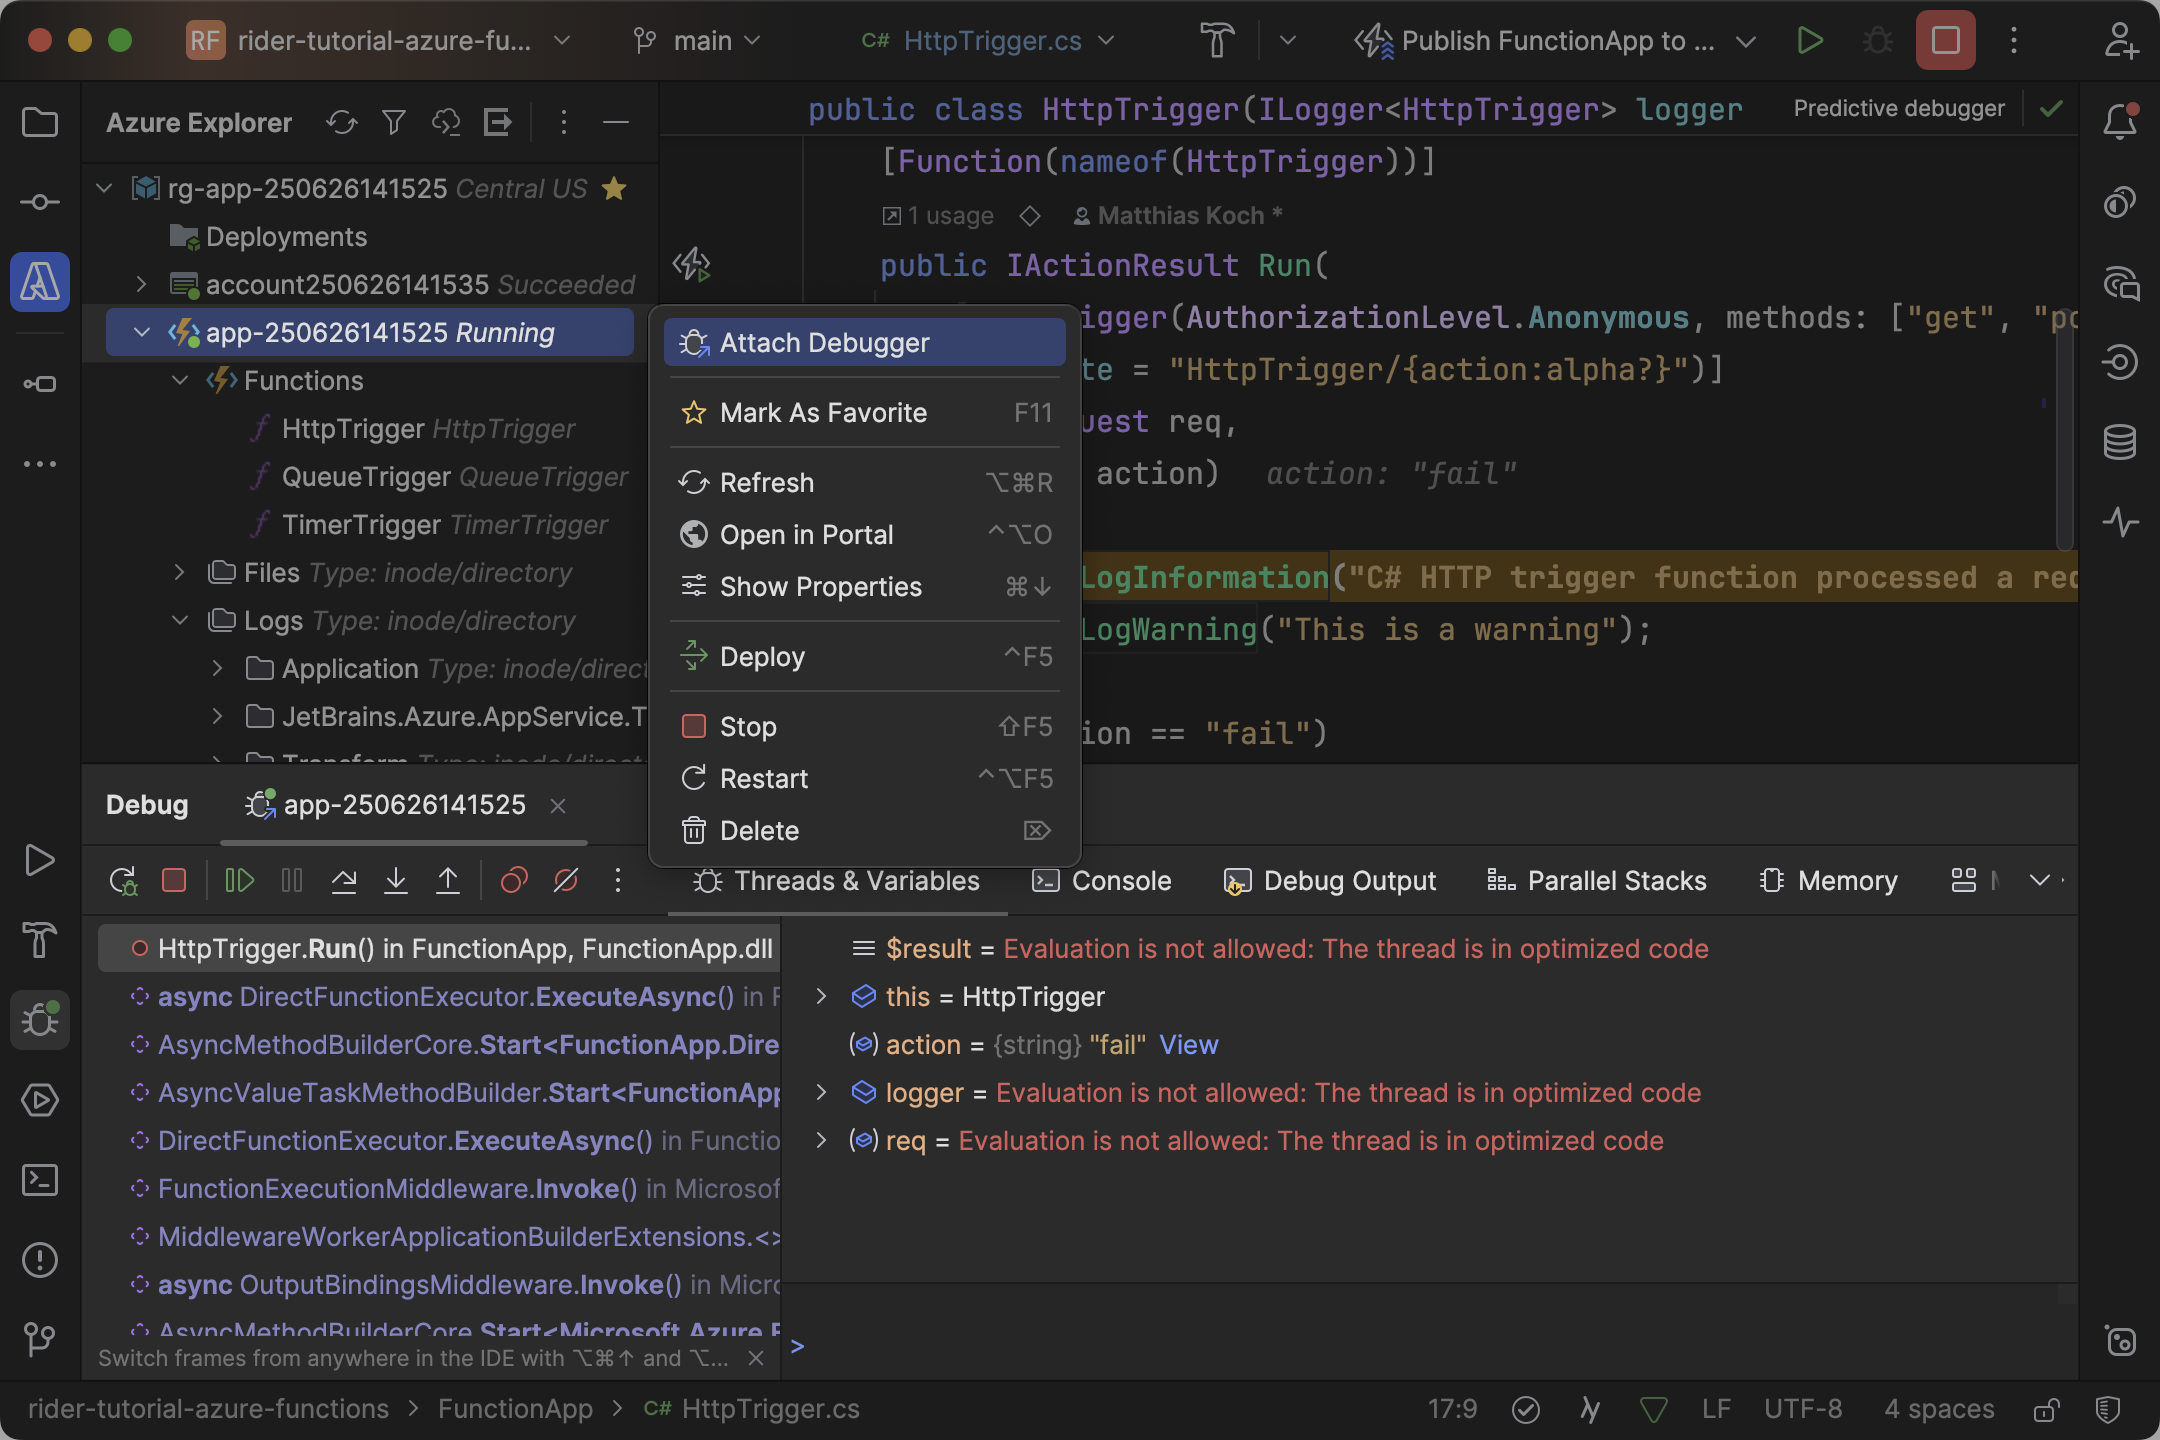 RF rider-tutorial-azure-fu... main C# HttpTrigger.cs Publish FunctionApp to ...
Azure Explorer
rg-app-250626141525 Central US
Deployments
account250626141535 Succeeded
app-250626141525 Running
Functions
HttpTrigger HttpTrigger
QueueTrigger QueueTrigger
TimerTrigger TimerTrigger
Files Type: inode/directory
Logs Type: inode/directory
Application Type: inode/direct
JetBrains.Azure.AppService.T
Transform Type: inode/direct
public class HttpTrigger(ILogger<HttpTrigger> logger Predictive debugger
[Function(nameof(HttpTrigger))]
1 usage Matthias Koch *
public IActionResult Run(
igger(AuthorizationLevel.Anonymous, methods: ["get", "po
te = "HttpTrigger/{action:alpha?}")]
uest req,
action) action: "fail"
LogInformation("C# HTTP trigger function processed a req
LogWarning("This is a warning");
ion == "fail")
Attach Debugger
Mark As Favorite F11
Refresh ⌥⌘R
Open in Portal ^⌥O
Show Properties ⌘↓
Deploy ^F5
Stop ⇧F5
Restart ^⌥F5
Delete ⌦
Debug app-250626141525
Threads & Variables Console Debug Output Parallel Stacks Memory
HttpTrigger.Run() in FunctionApp, FunctionApp.dll
async DirectFunctionExecutor.ExecuteAsync() in F
AsyncMethodBuilderCore.Start<FunctionApp.Dire
AsyncValueTaskMethodBuilder.Start<FunctionApp
DirectFunctionExecutor.ExecuteAsync() in Functio
FunctionExecutionMiddleware.Invoke() in Microsof
MiddlewareWorkerApplicationBuilderExtensions.<>
async OutputBindingsMiddleware.Invoke() in Micro
AsyncMethodBuilderCore.Start<Microsoft.Azure.F
Switch frames from anywhere in the IDE with ⌥⌘↑ and ⌥...
$result = Evaluation is not allowed: The thread is in optimized code
this = HttpTrigger
action = {string} "fail" View
logger = Evaluation is not allowed: The thread is in optimized code
req = Evaluation is not allowed: The thread is in optimized code
>
rider-tutorial-azure-functions > FunctionApp > C# HttpTrigger.cs
17:9 LF UTF-8 4 spaces